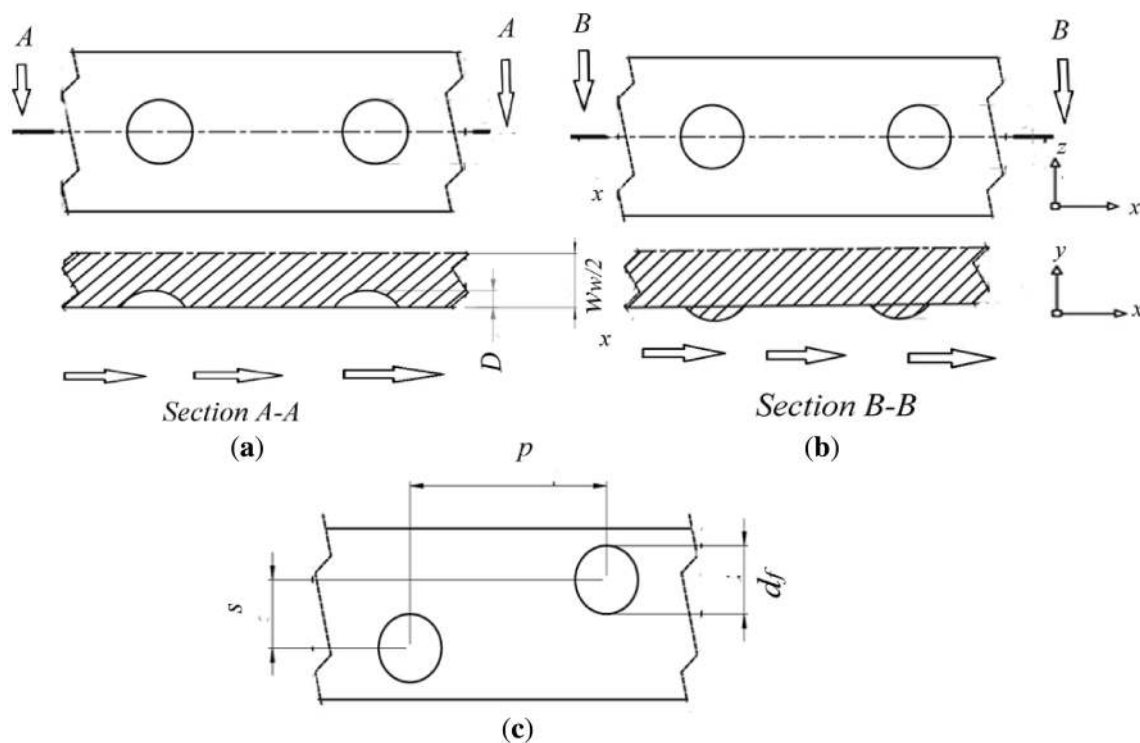 A A
B B
z
x
x
Ww/2
D
y
x
x
Section A-A
Section B-B
(a)
(b)
p
s
df
(c)